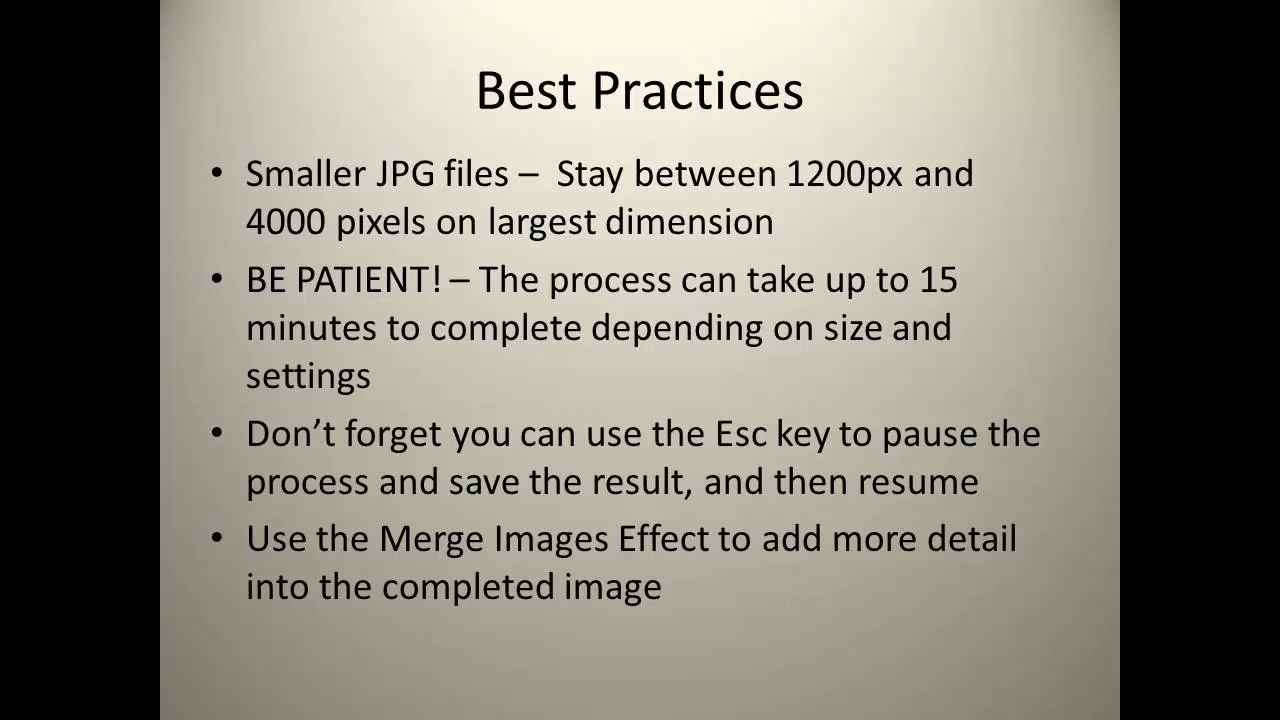 Best Practices
• Smaller JPG files –  Stay between 1200px and
4000 pixels on largest dimension
• BE PATIENT! – The process can take up to 15
minutes to complete depending on size and
settings
• Don’t forget you can use the Esc key to pause the
process and save the result, and then resume
• Use the Merge Images Effect to add more detail
into the completed image